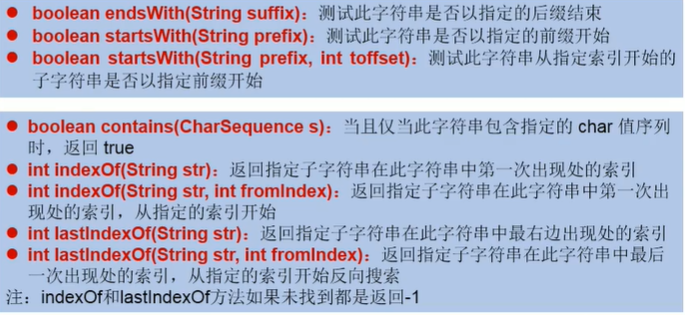 ● boolean endsWith(String suffix)：测试此字符串是否以指定的后缀结束
● boolean startsWith(String prefix)：测试此字符串是否以指定的前缀开始
● boolean startsWith(String prefix, int toffset)：测试此字符串从指定索引开始的
子字符串是否以指定前缀开始
● boolean contains(CharSequence s)：当且仅当此字符串包含指定的 char 值序列
时，返回 true
● int indexOf(String str)：返回指定子字符串在此字符串中第一次出现处的索引
● int indexOf(String str, int fromIndex)：返回指定子字符串在此字符串中第一次出
现处的索引，从指定的索引开始
● int lastIndexOf(String str)：返回指定子字符串在此字符串中最右边出现处的索引
● int lastIndexOf(String str, int fromIndex)：返回指定子字符串在此字符串中最后
一次出现处的索引，从指定的索引开始反向搜索
注：indexOf和lastIndexOf方法如果未找到都是返回-1